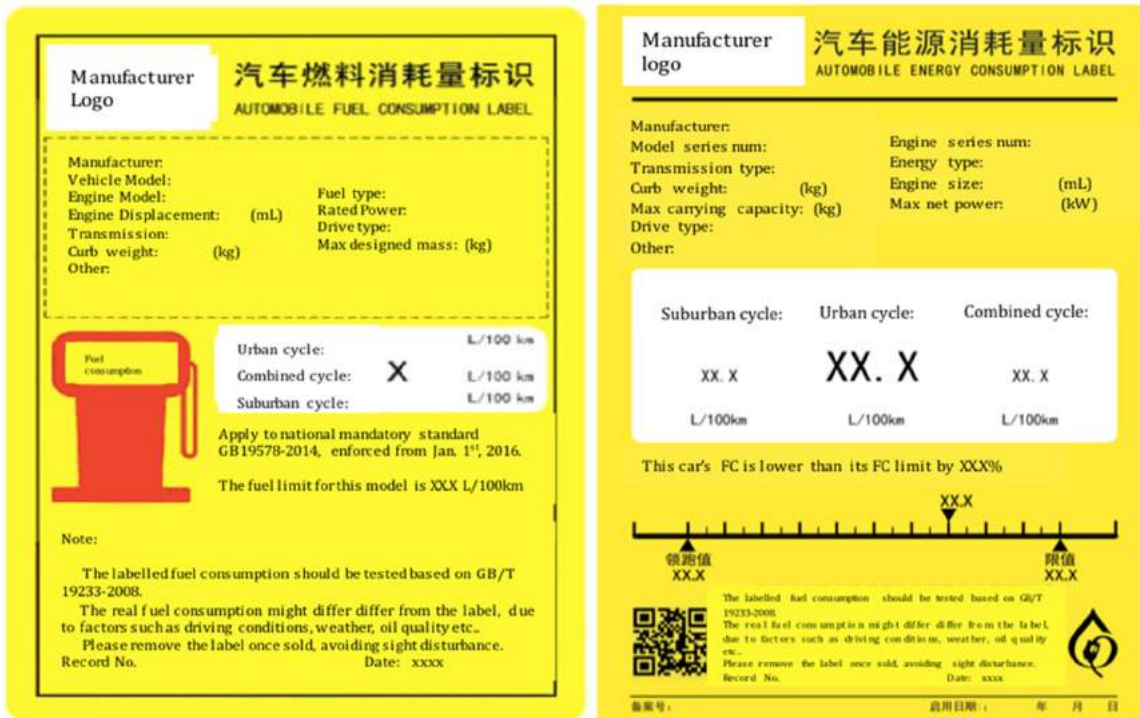 Manufacturer
Logo
汽车燃料消耗量标识
AUTOMOBILE FUEL CONSUMPTION LABEL
Manufacturer:
Vehicle Model:
Engine Model:
Engine Displacement: (mL)
Transmission:
Curb weight: (kg)
Other:
Fuel type:
Rated Power:
Drive type:
Max designed mass: (kg)
Fuel
consumption
Urban cycle: L/100 km
Combined cycle: X L/100 km
Suburban cycle: L/100 km
Apply to national mandatory standard
GB19578-2014, enforced from Jan. 1st, 2016.
The fuel limit for this model is XXX L/100km
Note:
The labelled fuel consumption should be tested based on GB/T
19233-2008.
The real fuel consumption might differ differ from the label, due
to factors such as driving conditions, weather, oil quality etc..
Please remove the label once sold, avoiding sight disturbance.
Record No. Date: xxxx
Manufacturer
logo
汽车能源消耗量标识
AUTOMOBILE ENERGY CONSUMPTION LABEL
Manufacturer:
Model series num:
Transmission type:
Curb weight: (kg)
Max carrying capacity: (kg)
Drive type:
Other:
Engine series num:
Energy type:
Engine size: (mL)
Max net power: (kW)
Suburban cycle: Urban cycle: Combined cycle:
XX. X XX. X XX. X
L/100km L/100km L/100km
This car's FC is lower than its FC limit by XXX%
XX.X
领跑值 限值
XX.X XX.X
The labelled fuel consumption should be tested based on GB/T
19233-2008.
The real fuel consumption might differ differ from the label,
due to factors such as driving conditions, weather, oil quality
etc..
Please remove the label once sold, avoiding sight disturbance.
Record No. Date: xxxx
备案号: 启用日期: 年 月 日